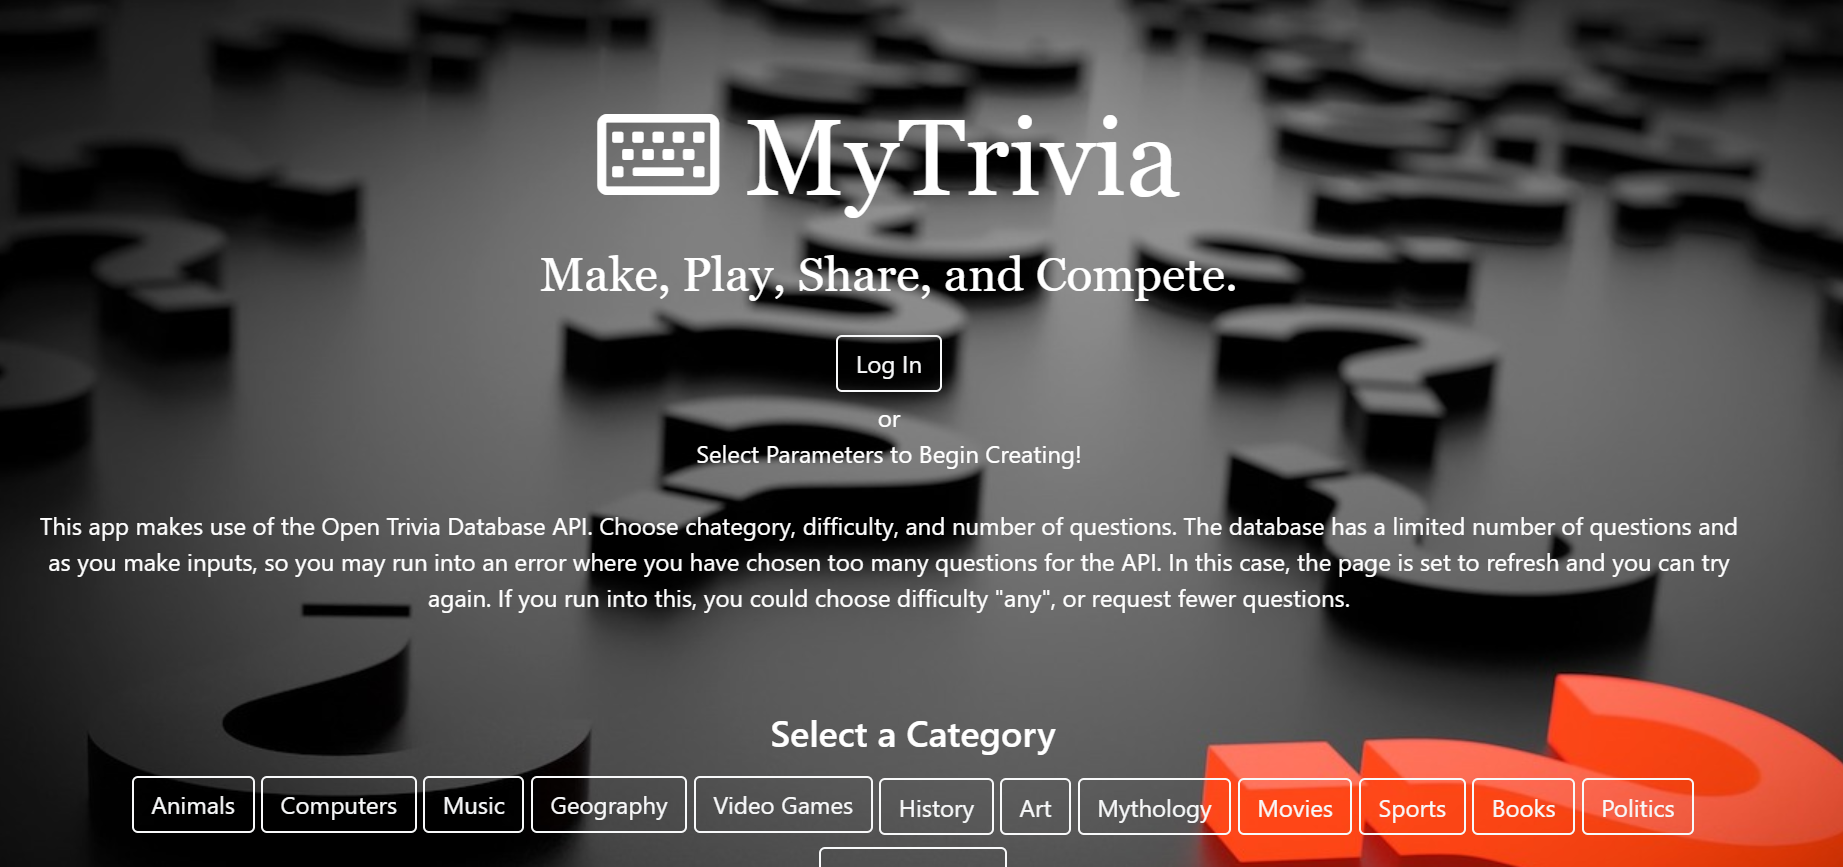 MyTrivia
Make, Play, Share, and Compete.
Log In
or
Select Parameters to Begin Creating!
This app makes use of the Open Trivia Database API. Choose chategory, difficulty, and number of questions. The database has a limited number of questions and
as you make inputs, so you may run into an error where you have chosen too many questions for the API. In this case, the page is set to refresh and you can try
again. If you run into this, you could choose difficulty "any", or request fewer questions.
Select a Category
Animals Computers Music Geography Video Games History Art Mythology Movies Sports Books Politics